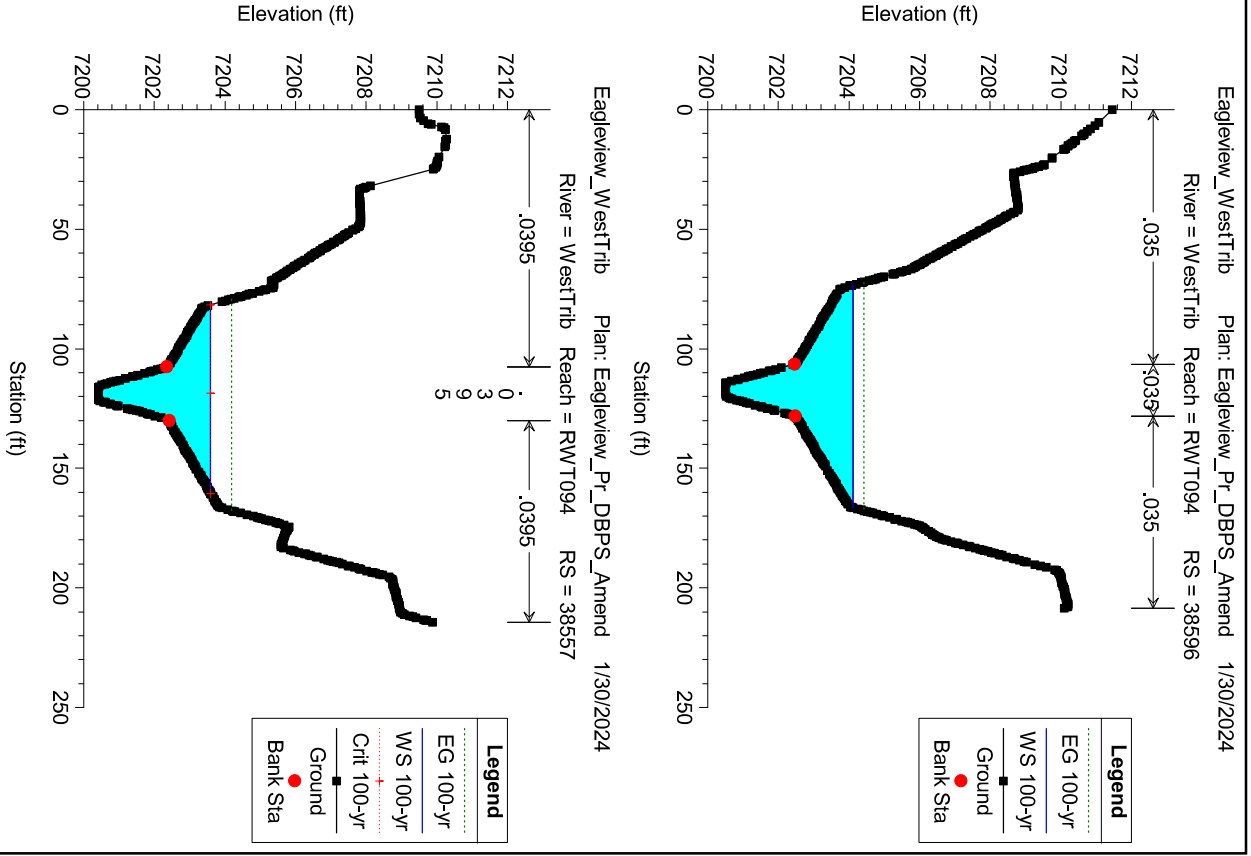 Eagleview_WestTrib Plan: Eagleview_Pr_DBPS_Amend 1/30/2024
River = WestTrib Reach = RWT094 RS = 38596
.035
.035
.035
7212
7210
7208
7206
7204
7202
7200
Elevation (ft)
0
50
100
150
200
250
Station (ft)
Legend
EG 100-yr
WS 100-yr
Ground
Bank Sta
Eagleview_WestTrib Plan: Eagleview_Pr_DBPS_Amend 1/30/2024
River = WestTrib Reach = RWT094 RS = 38557
.0395
.0395
.0395
7212
7210
7208
7206
7204
7202
7200
Elevation (ft)
0
50
100
150
200
250
Station (ft)
Legend
EG 100-yr
WS 100-yr
Crit 100-yr
Ground
Bank Sta